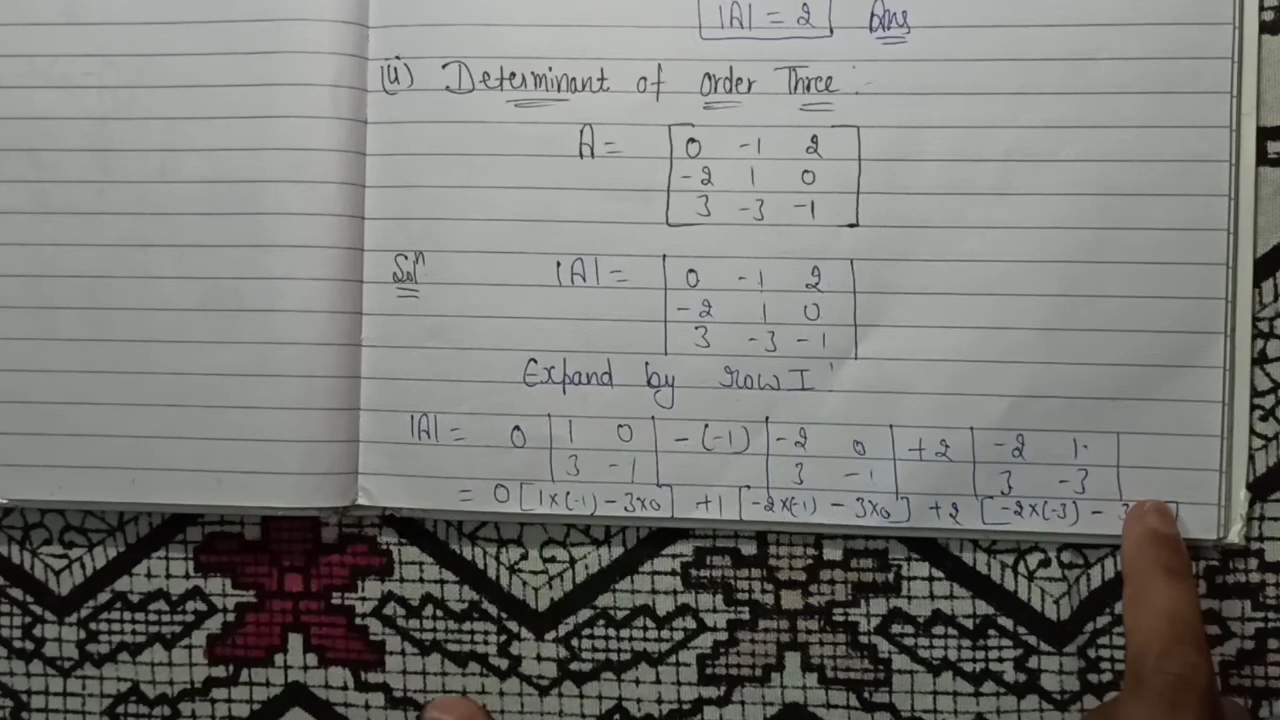 |A| = 2 Ans
(ii) Determinant of order Three :-
A = [ 0 -1 2
-2 1 0
3 -3 -1 ]
Solⁿ |A| = | 0 -1 2
-2 1 0
3 -3 -1 |
Expand by row I
|A| = 0 | 1 0 | - (-1) | -2 0 | + 2 | -2 1 |
3 -1 | 3 -1 | 3 -3 |
= 0 [1×(-1) - 3×0] + 1 [-2×(-1) - 3×0] + 2 [-2×(-3) - 3